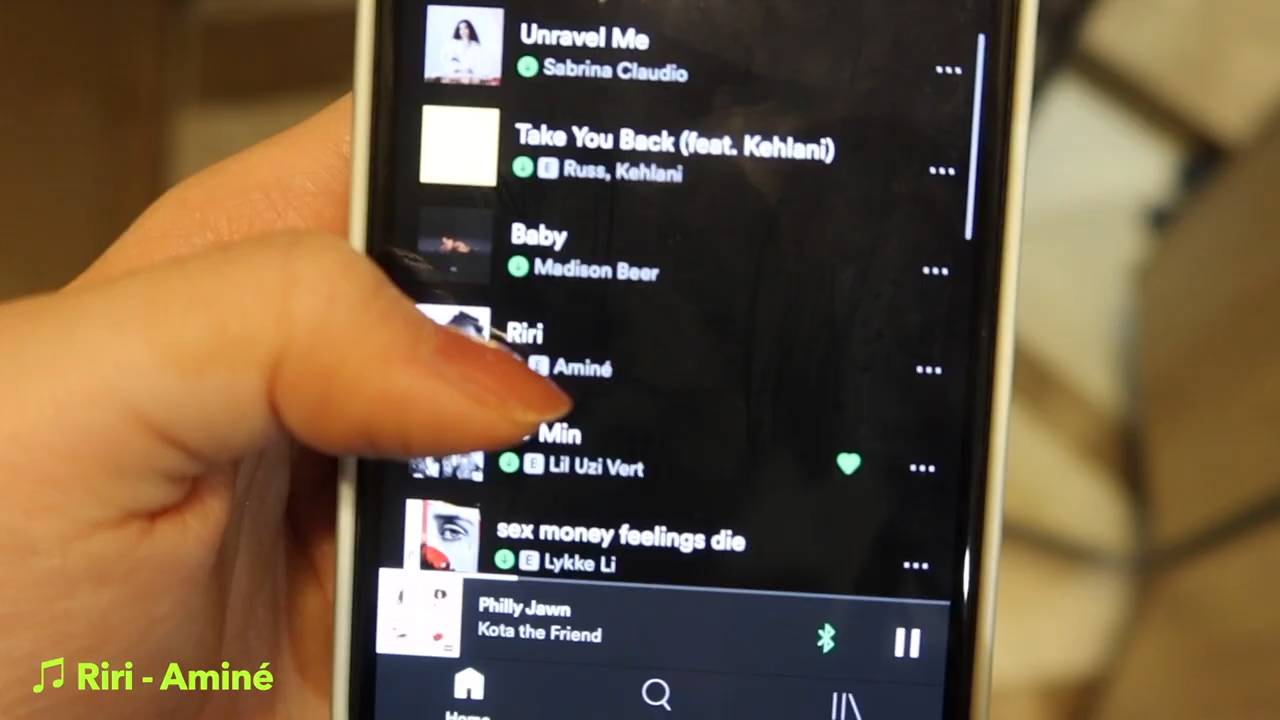 Unravel Me
Sabrina Claudio
Take You Back (feat. Kehlani)
E Russ, Kehlani
Baby
Madison Beer
Riri
E Aminé
Min
E Lil Uzi Vert
sex money feelings die
E Lykke Li
Philly Jawn
Kota the Friend
Home
Riri - Aminé